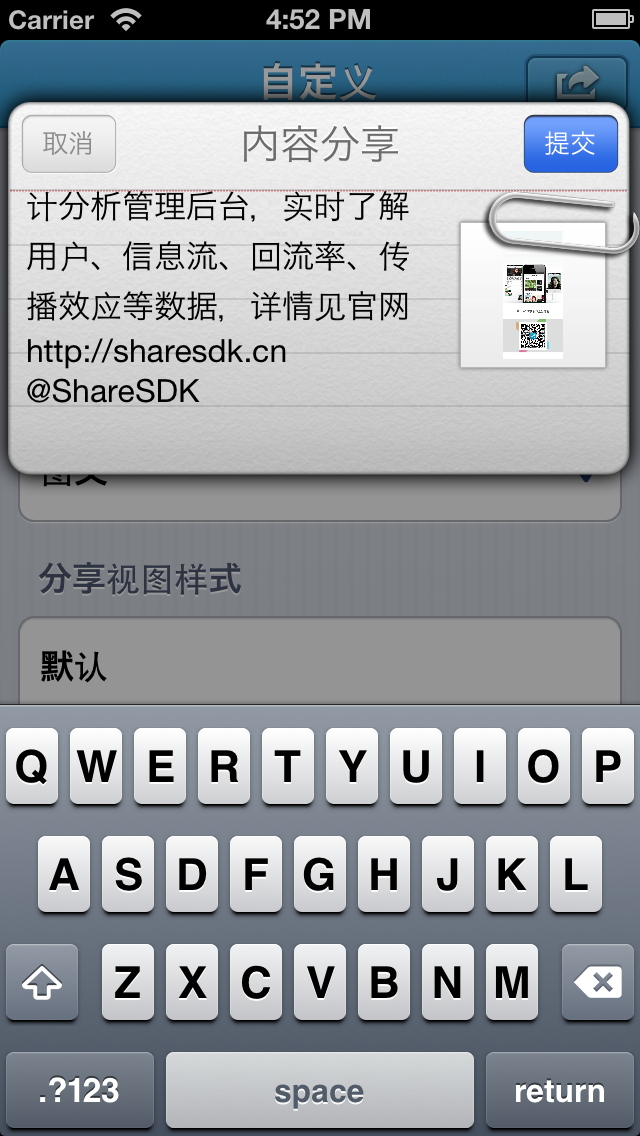 Carrier 4:52 PM
自定义
取消 内容分享 提交
计分析管理后台，实时了解
用户、信息流、回流率、传
播效应等数据，详情见官网
http://sharesdk.cn
@ShareSDK
图文
分享视图样式
默认
Q W E R T Y U I O P
A S D F G H J K L
Z X C V B N M
.?123 space return